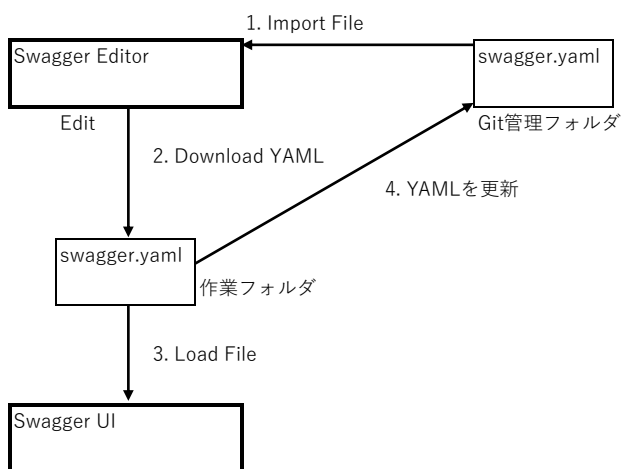 1. Import File
Swagger Editor
swagger.yaml
Edit
Git管理フォルダ
2. Download YAML
4. YAMLを更新
swagger.yaml
作業フォルダ
3. Load File
Swagger UI